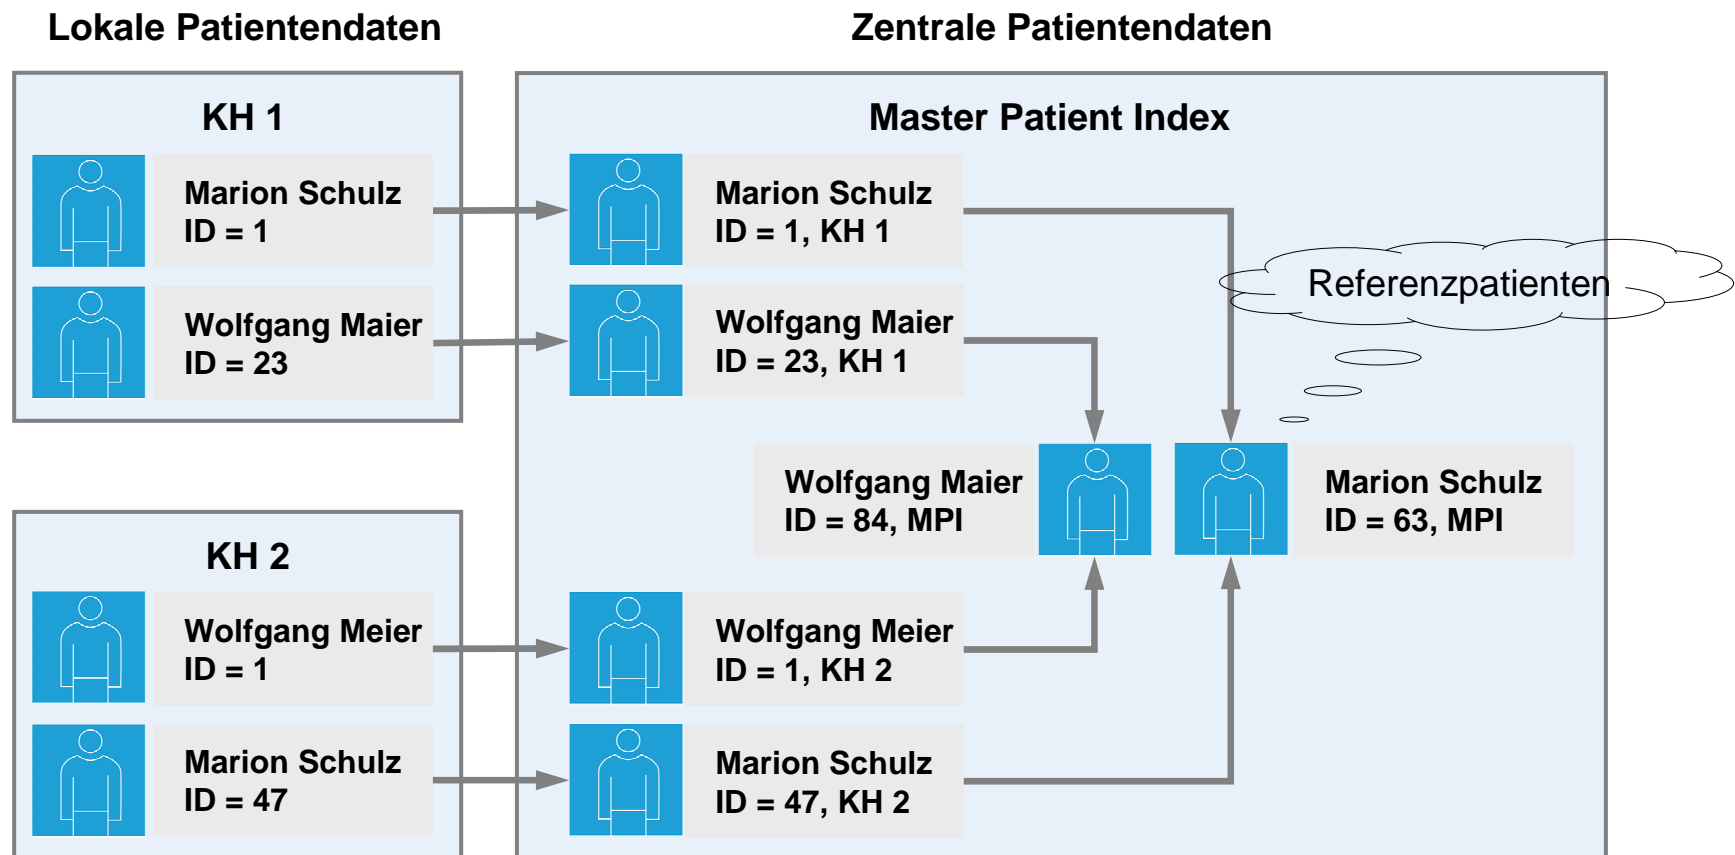 Lokale Patientendaten
Zentrale Patientendaten
KH 1
Marion Schulz
ID = 1
Wolfgang Maier
ID = 23
KH 2
Wolfgang Meier
ID = 1
Marion Schulz
ID = 47
Master Patient Index
Marion Schulz
ID = 1, KH 1
Wolfgang Maier
ID = 23, KH 1
Referenzpatienten
Wolfgang Maier
ID = 84, MPI
Marion Schulz
ID = 63, MPI
Wolfgang Meier
ID = 1, KH 2
Marion Schulz
ID = 47, KH 2